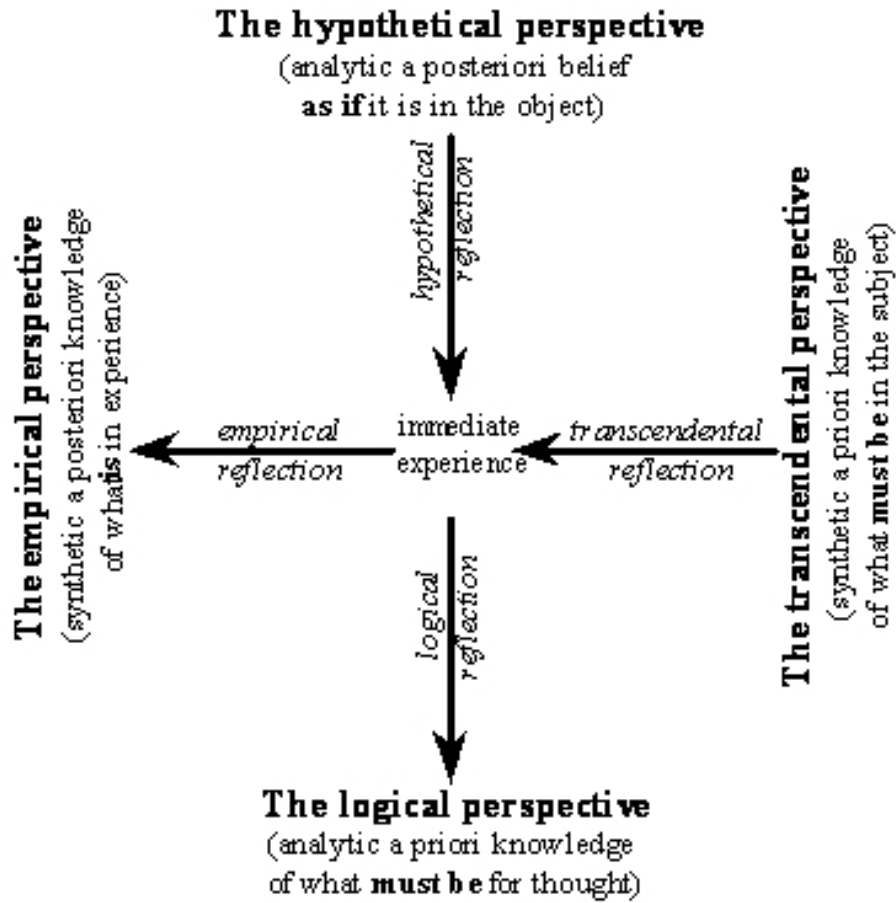 The hypothetical perspective
(analytic a posteriori belief
as if it is in the object)
hypothetical
reflection
The empirical perspective
(synthetic a posteriori knowledge
of what is in experience)
empirical
reflection
immediate
experience
transcendental
reflection
The transcendental perspective
(synthetic a priori knowledge
of what must be in the subject)
logical
reflection
The logical perspective
(analytic a priori knowledge
of what must be for thought)